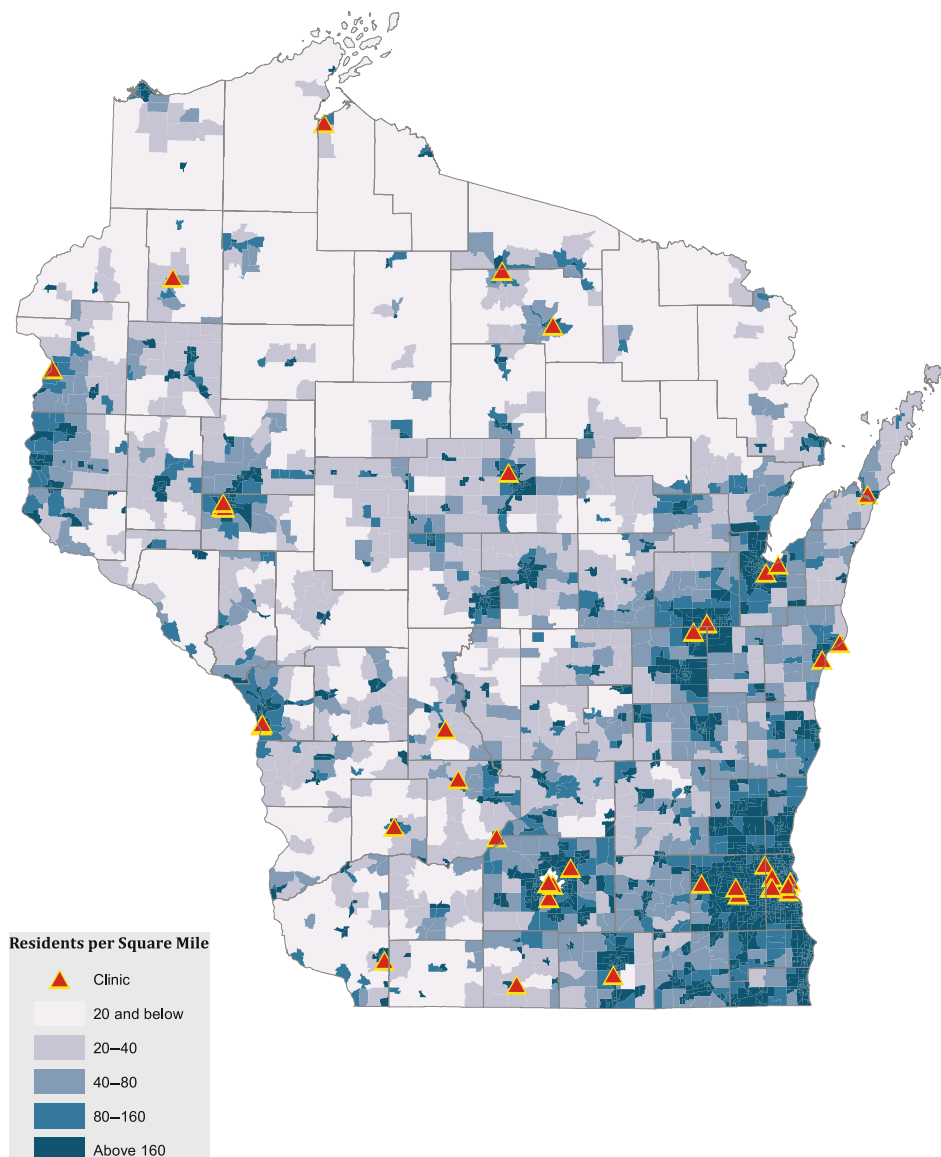 Residents per Square Mile
Clinic
20 and below
20–40
40–80
80–160
Above 160